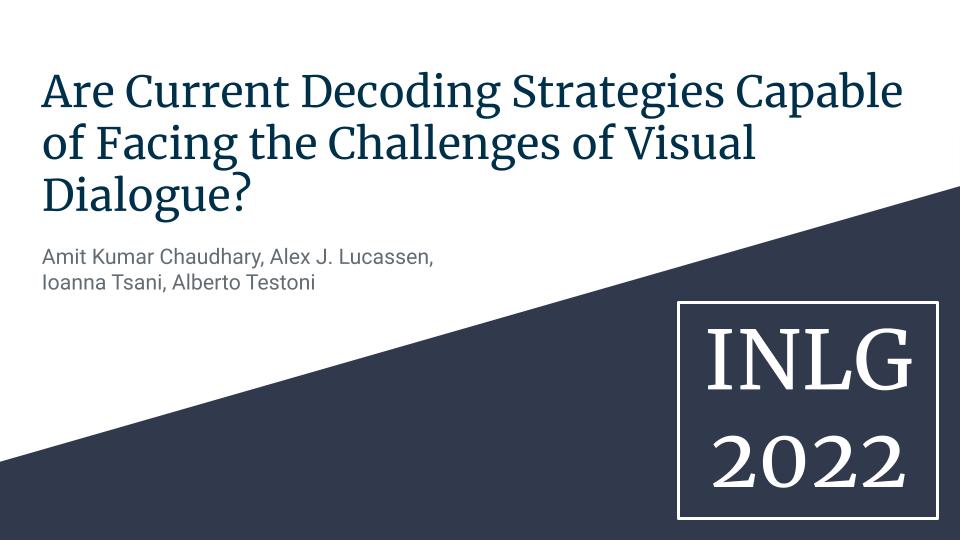 Are Current Decoding Strategies Capable
of Facing the Challenges of Visual
Dialogue?
Amit Kumar Chaudhary, Alex J. Lucassen,
Ioanna Tsani, Alberto Testoni
INLG
2022